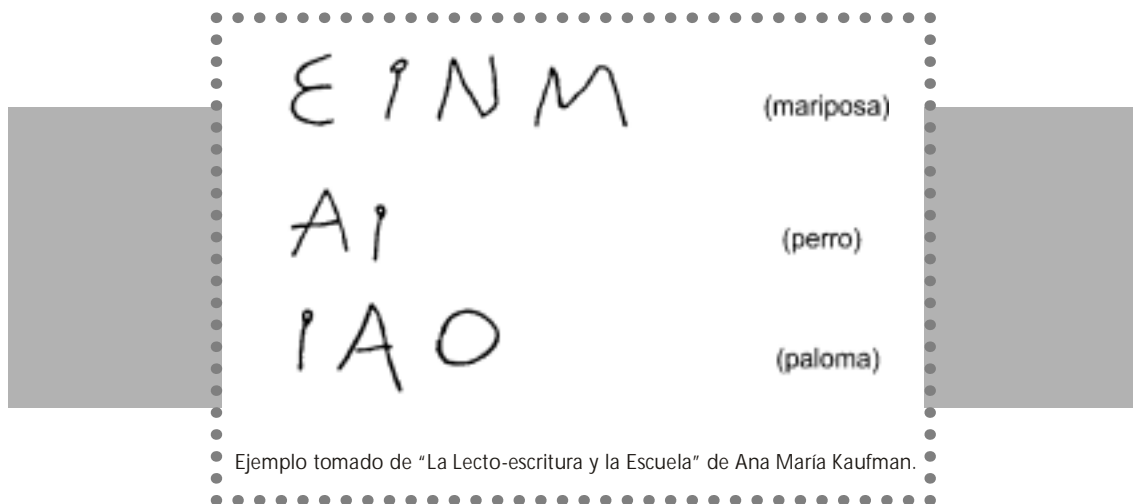 EiNM (mariposa)
Ai (perro)
iAO (paloma)
Ejemplo tomado de “La Lecto-escritura y la Escuela” de Ana María Kaufman.